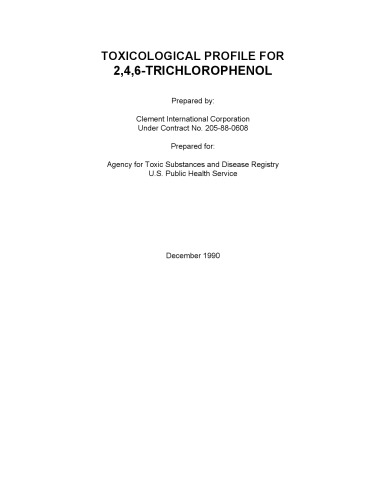 TOXICOLOGICAL PROFILE FOR
2,4,6-TRICHLOROPHENOL
Prepared by:
Clement International Corporation
Under Contract No. 205-88-0608
Prepared for:
Agency for Toxic Substances and Disease Registry
U.S. Public Health Service
December 1990